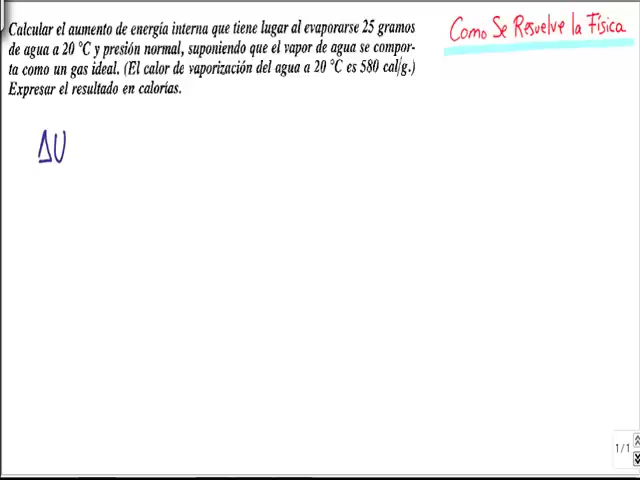 Calcular el aumento de energía interna que tiene lugar al evaporarse 25 gramos
de agua a 20 °C y presión normal, suponiendo que el vapor de agua se compor-
ta como un gas ideal. (El calor de vaporización del agua a 20 °C es 580 cal/g.)
Expresar el resultado en calorías.
Como Se Resuelve la Física
ΔU
1/1